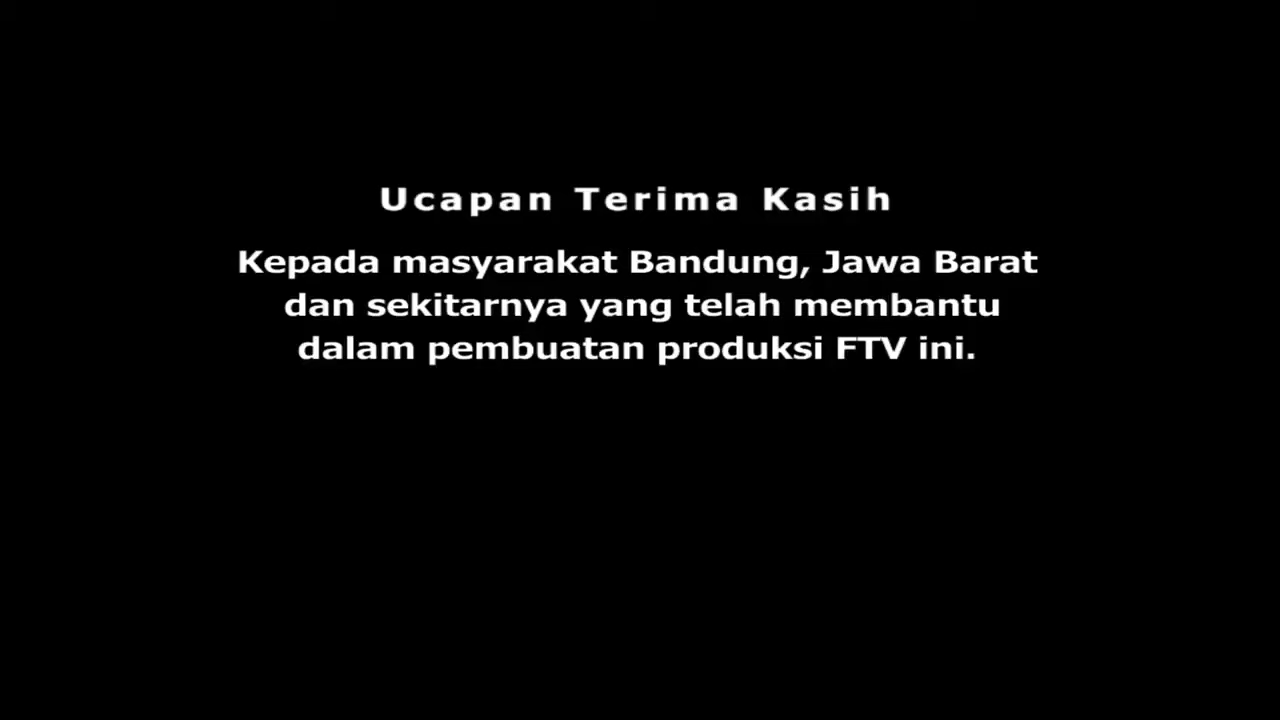 Ucapan Terima Kasih
Kepada masyarakat Bandung, Jawa Barat
dan sekitarnya yang telah membantu
dalam pembuatan produksi FTV ini.